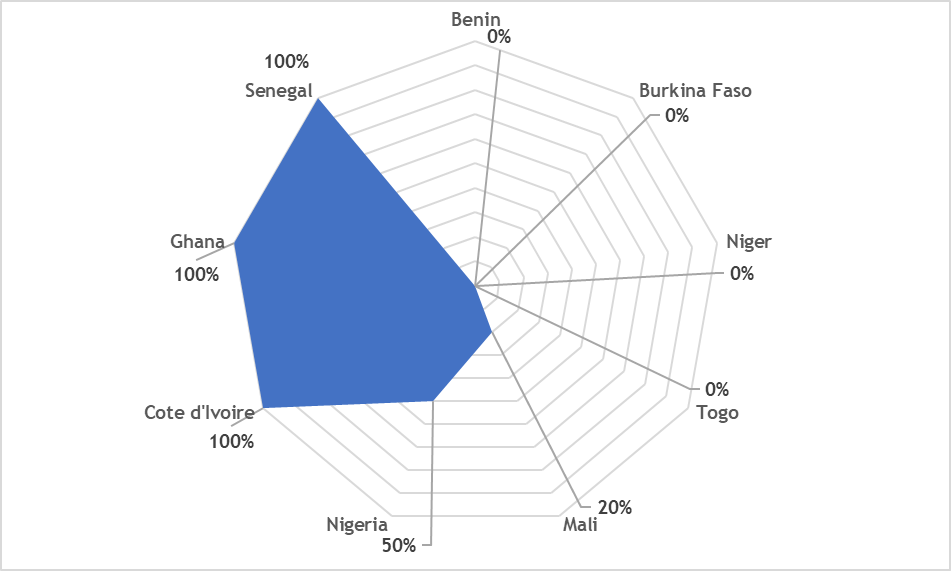 Benin
0%
Burkina Faso
0%
Niger
0%
Togo
0%
Mali
20%
Nigeria
50%
Cote d'Ivoire
100%
Ghana
100%
Senegal
100%